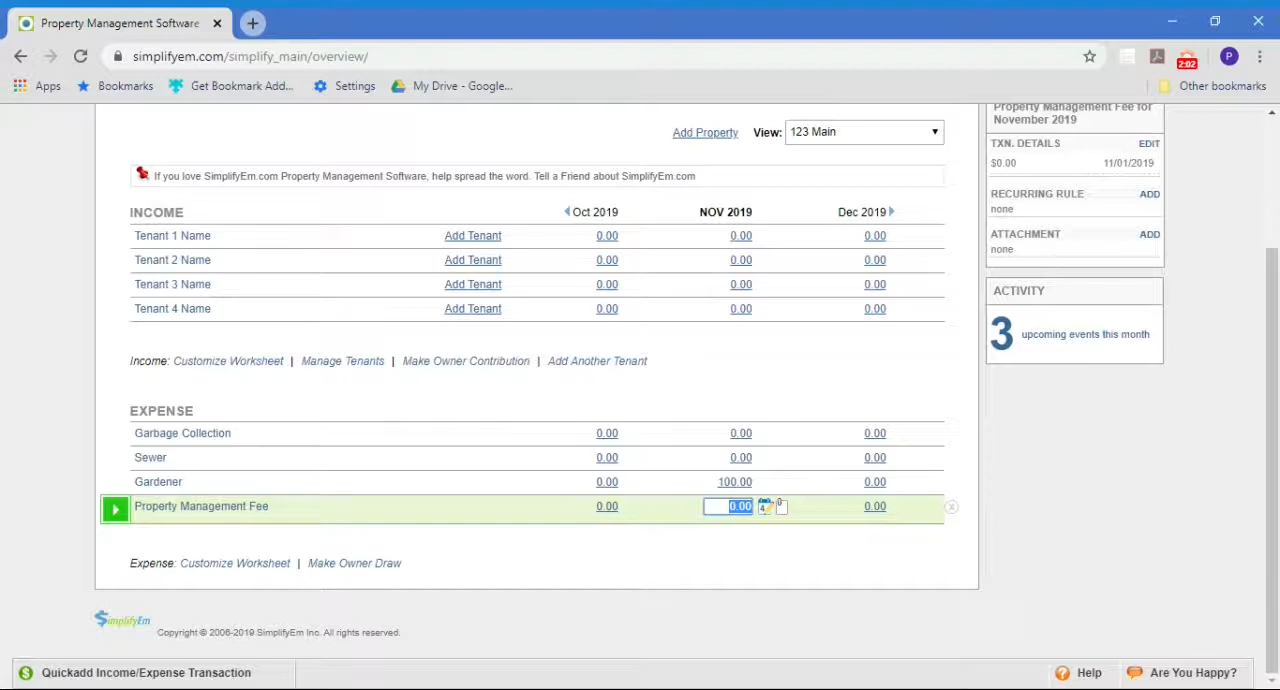 Property Management Software
simplifyem.com/simplify_main/overview/
2:02
P
Apps Bookmarks Get Bookmark Add... Settings My Drive - Google... Other bookmarks
Add Property View: 123 Main
If you love SimplifyEm.com Property Management Software, help spread the word. Tell a Friend about SimplifyEm.com
INCOME Oct 2019 NOV 2019 Dec 2019
Tenant 1 Name Add Tenant 0.00 0.00 0.00
Tenant 2 Name Add Tenant 0.00 0.00 0.00
Tenant 3 Name Add Tenant 0.00 0.00 0.00
Tenant 4 Name Add Tenant 0.00 0.00 0.00
Income: Customize Worksheet | Manage Tenants | Make Owner Contribution | Add Another Tenant
EXPENSE
Garbage Collection 0.00 0.00 0.00
Sewer 0.00 0.00 0.00
Gardener 0.00 100.00 0.00
Property Management Fee 0.00 0.00 0.00
Expense: Customize Worksheet | Make Owner Draw
Property Management Fee for
November 2019
TXN. DETAILS EDIT
$0.00 11/01/2019
RECURRING RULE ADD
none
ATTACHMENT ADD
none
ACTIVITY
3 upcoming events this month
SimplifyEm
Copyright © 2006-2019 SimplifyEm Inc. All rights reserved.
Quickadd Income/Expense Transaction Help Are You Happy?